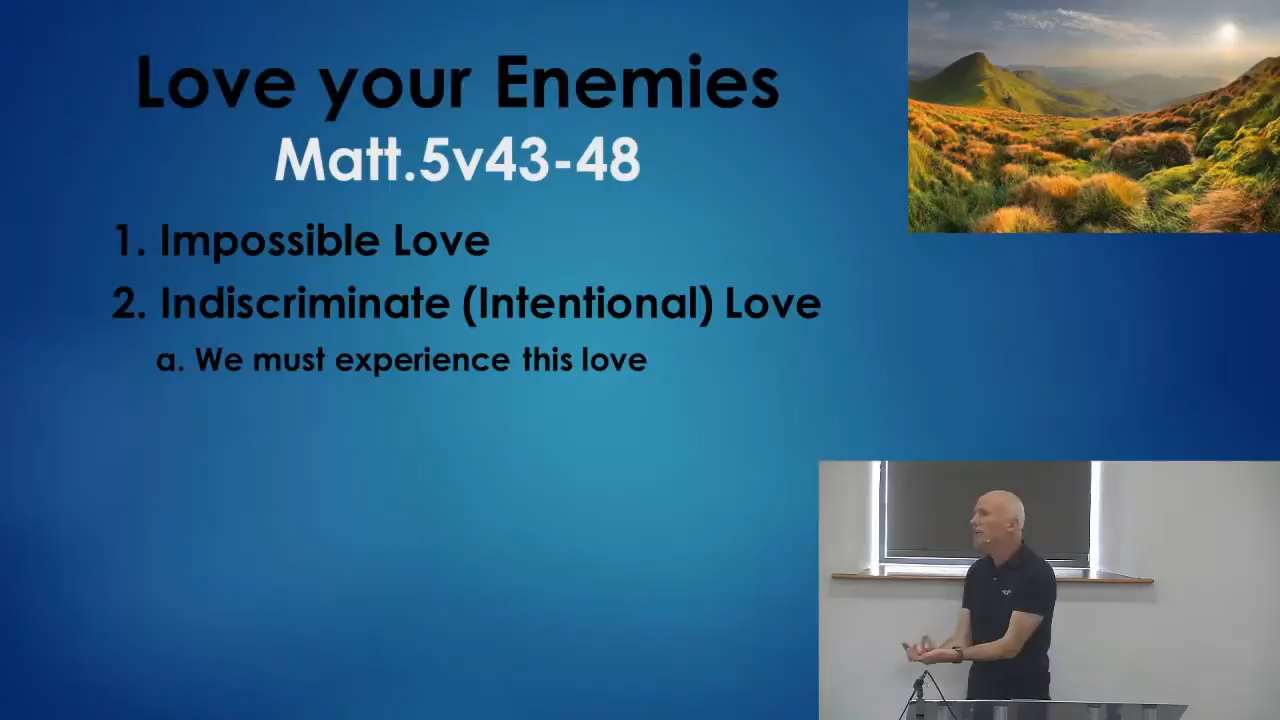 Love your Enemies
Matt.5v43-48
1. Impossible Love
2. Indiscriminate (Intentional) Love
a. We must experience this love